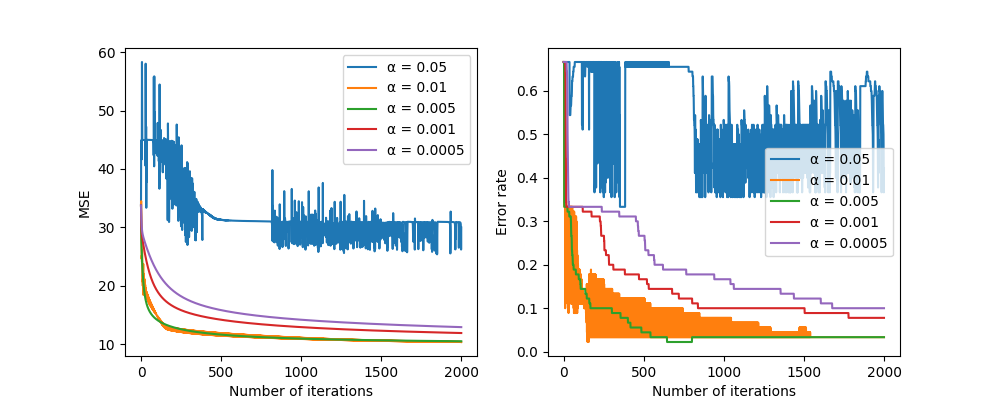 60
50
40
30
20
10
MSE
0
500
1000
1500
2000
Number of iterations
α = 0.05
α = 0.01
α = 0.005
α = 0.001
α = 0.0005
0.6
0.5
0.4
0.3
0.2
0.1
0.0
Error rate
0
500
1000
1500
2000
Number of iterations
α = 0.05
α = 0.01
α = 0.005
α = 0.001
α = 0.0005